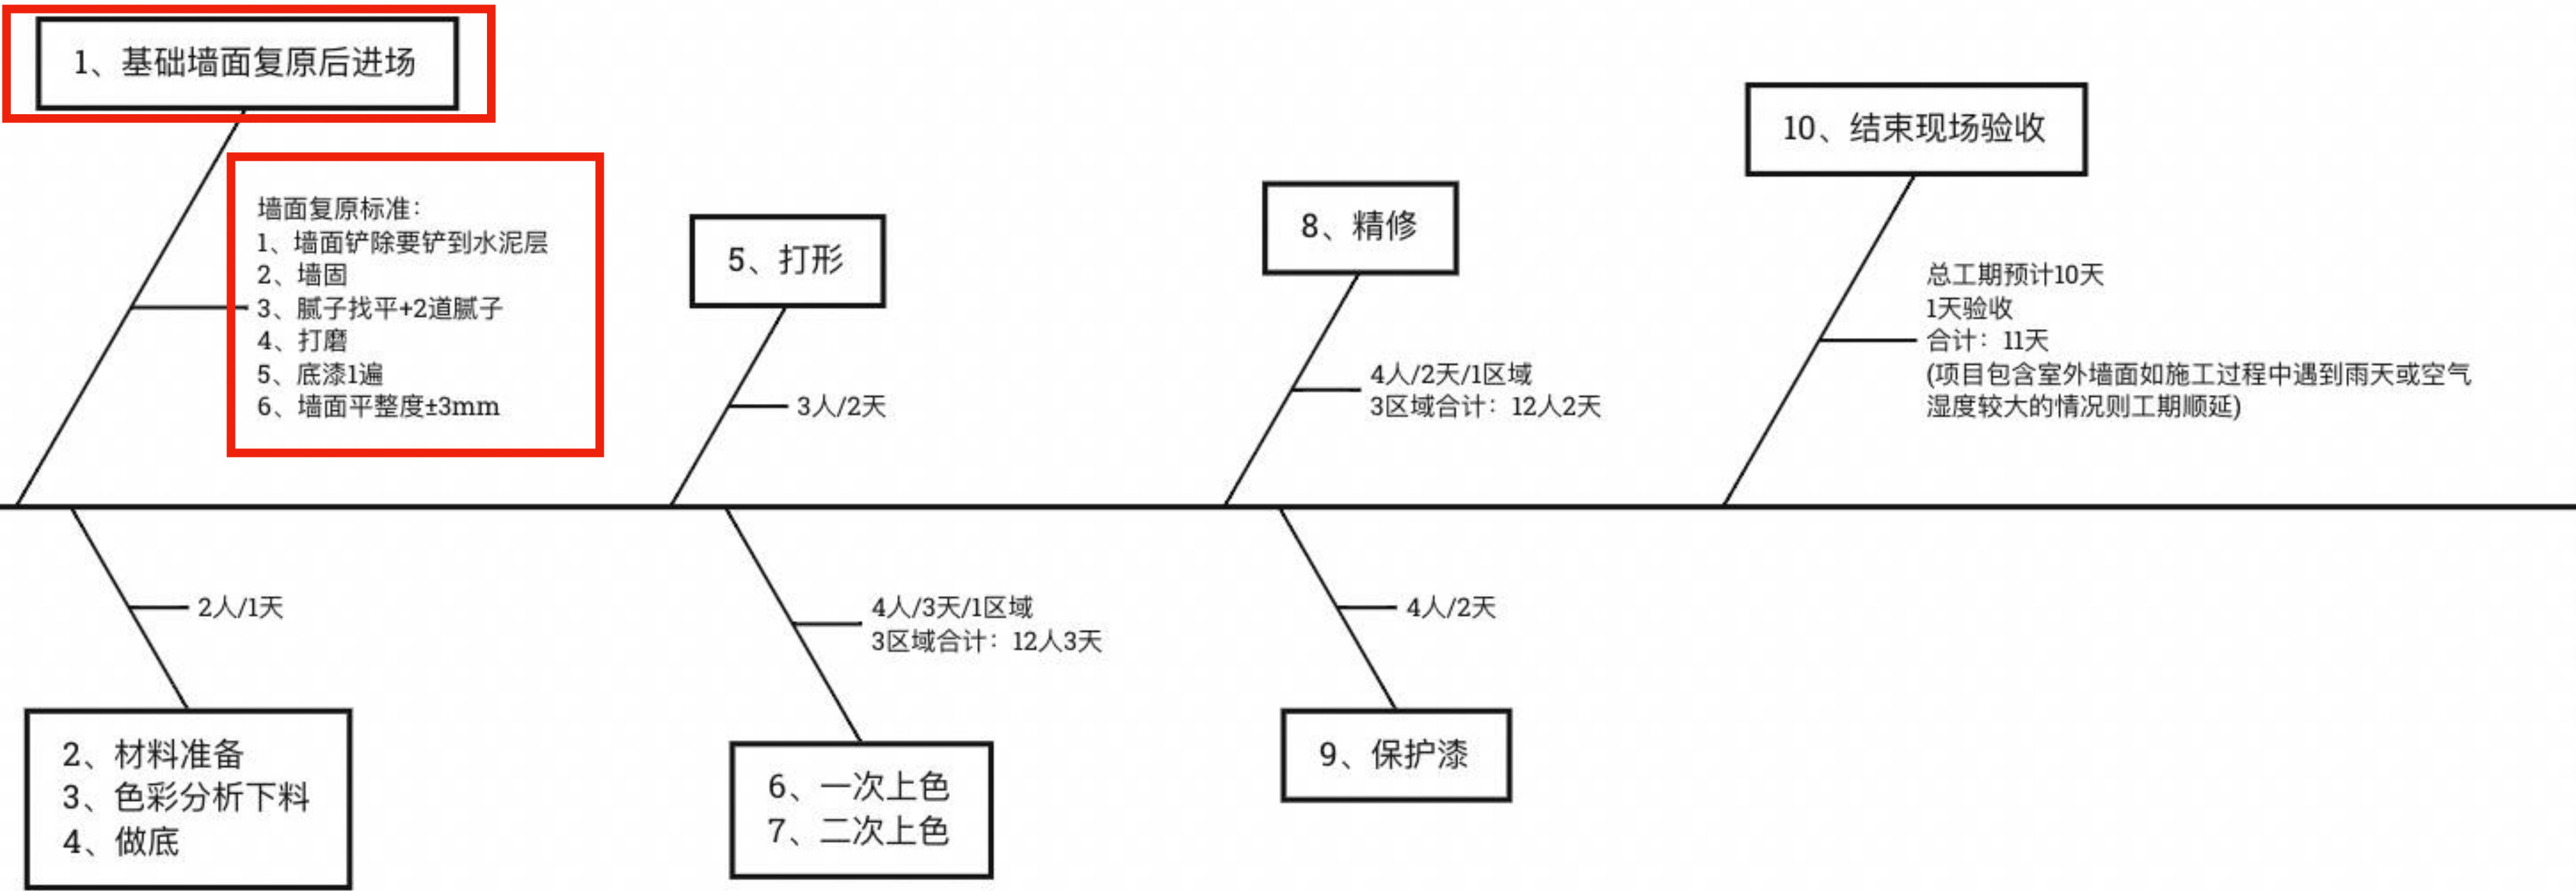 1、基础墙面复原后进场
墙面复原标准：
1、墙面铲除要铲到水泥层
2、墙固
3、腻子找平+2道腻子
4、打磨
5、底漆1遍
6、墙面平整度±3mm
2人/1天
2、材料准备
3、色彩分析下料
4、做底
5、打形
3人/2天
4人/3天/1区域
3区域合计：12人3天
6、一次上色
7、二次上色
8、精修
4人/2天/1区域
3区域合计：12人2天
4人/2天
9、保护漆
10、结束现场验收
总工期预计10天
1天验收
合计：11天
(项目包含室外墙面如施工过程中遇到雨天或空气
湿度较大的情况则工期顺延)